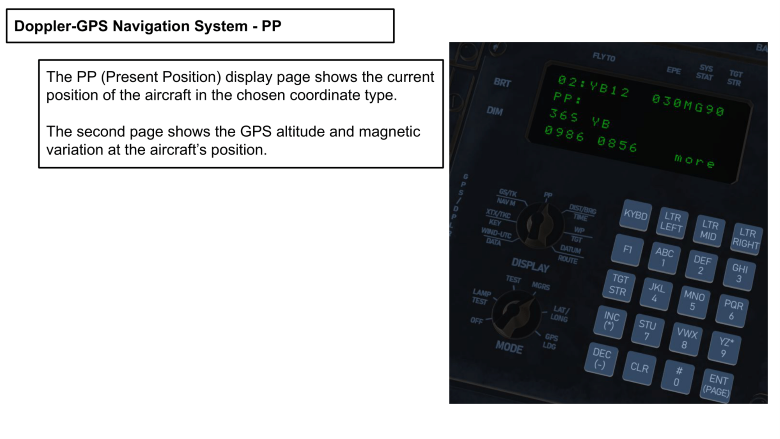 Doppler-GPS Navigation System - PP
The PP (Present Position) display page shows the current
position of the aircraft in the chosen coordinate type.
The second page shows the GPS altitude and magnetic
variation at the aircraft's position.
BA
FLY TO
EPE
SYS
STAT
TGT
STR
BRT
DIM
02:YB12 030MG90
PP:
36S YB
0986 0856
more
GS/TK
NAV M
PP
DIST/BRG
TIME
XTK/TKC
KEY
WP
TGT
WIND-UTC
DATA
DATUM
ROUTE
DISPLAY
TEST
MGRS
LAMP
TEST
LAT/
LONG
OFF
GPS
LDG
MODE
KYBD
LTR
LEFT
LTR
MID
LTR
RIGHT
F1
ABC
1
DEF
2
GHI
3
TGT
STR
JKL
4
MNO
5
PQR
6
INC
(*)
STU
7
VWX
8
YZ*
9
DEC
(-)
CLR
#
0
ENT
(PAGE)